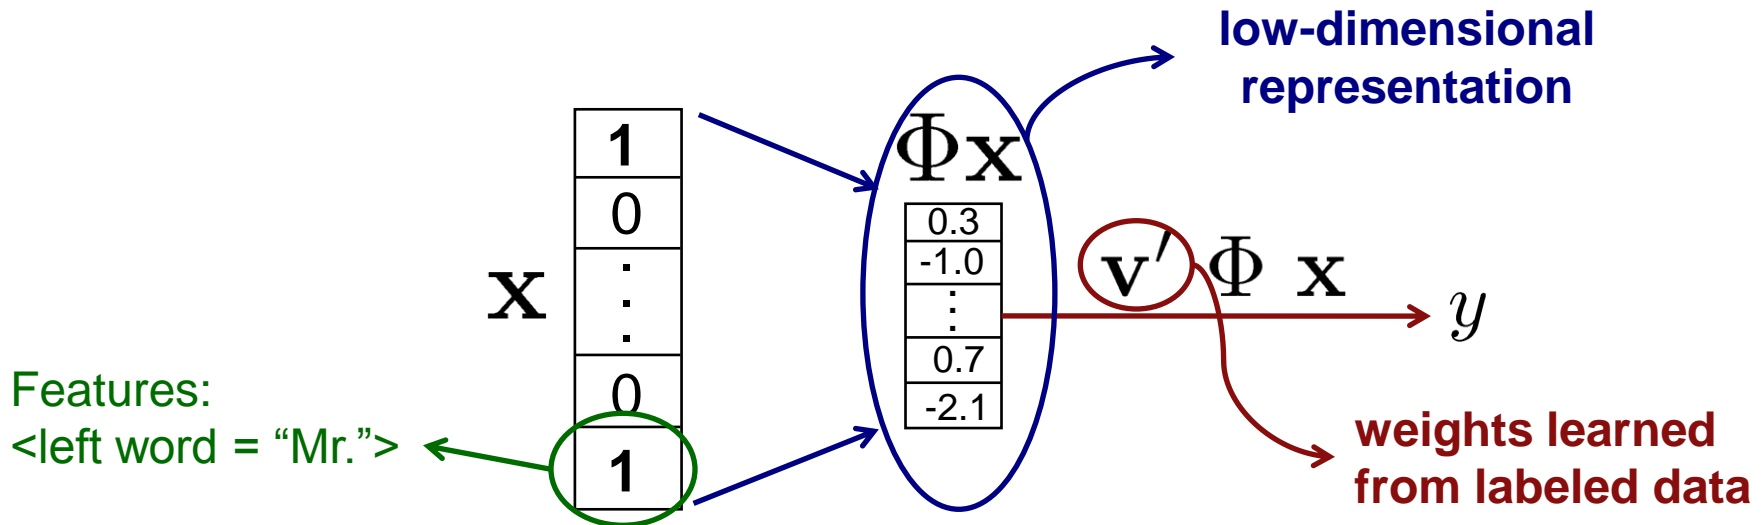 low-dimensional
representation
1
0
.
.
.
0
1
x
Φx
0.3
-1.0
⋮
0.7
-2.1
v′ Φ x
y
Features:
<left word = “Mr.”>
weights learned
from labeled data